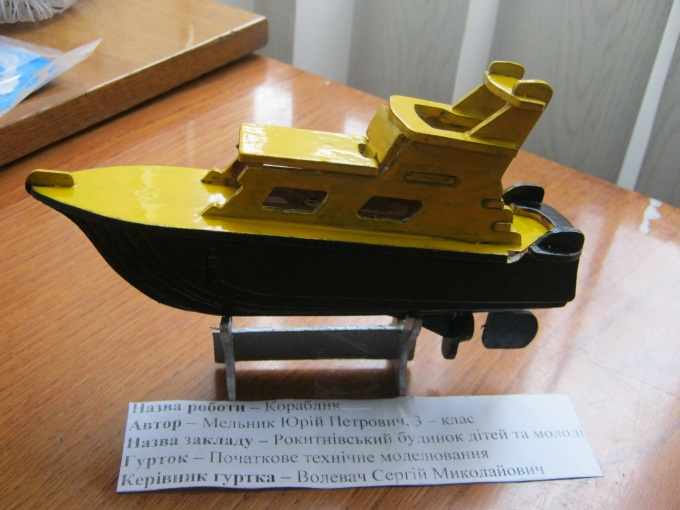 Назва роботи – Кораблик
Автор – Мельник Юрій Петрович, 3 – клас
Назва закладу – Рокитнівський будинок дітей та молоді
Гурток – Початкове технічне моделювання
Керівник гуртка – Волевач Сергій Миколайович